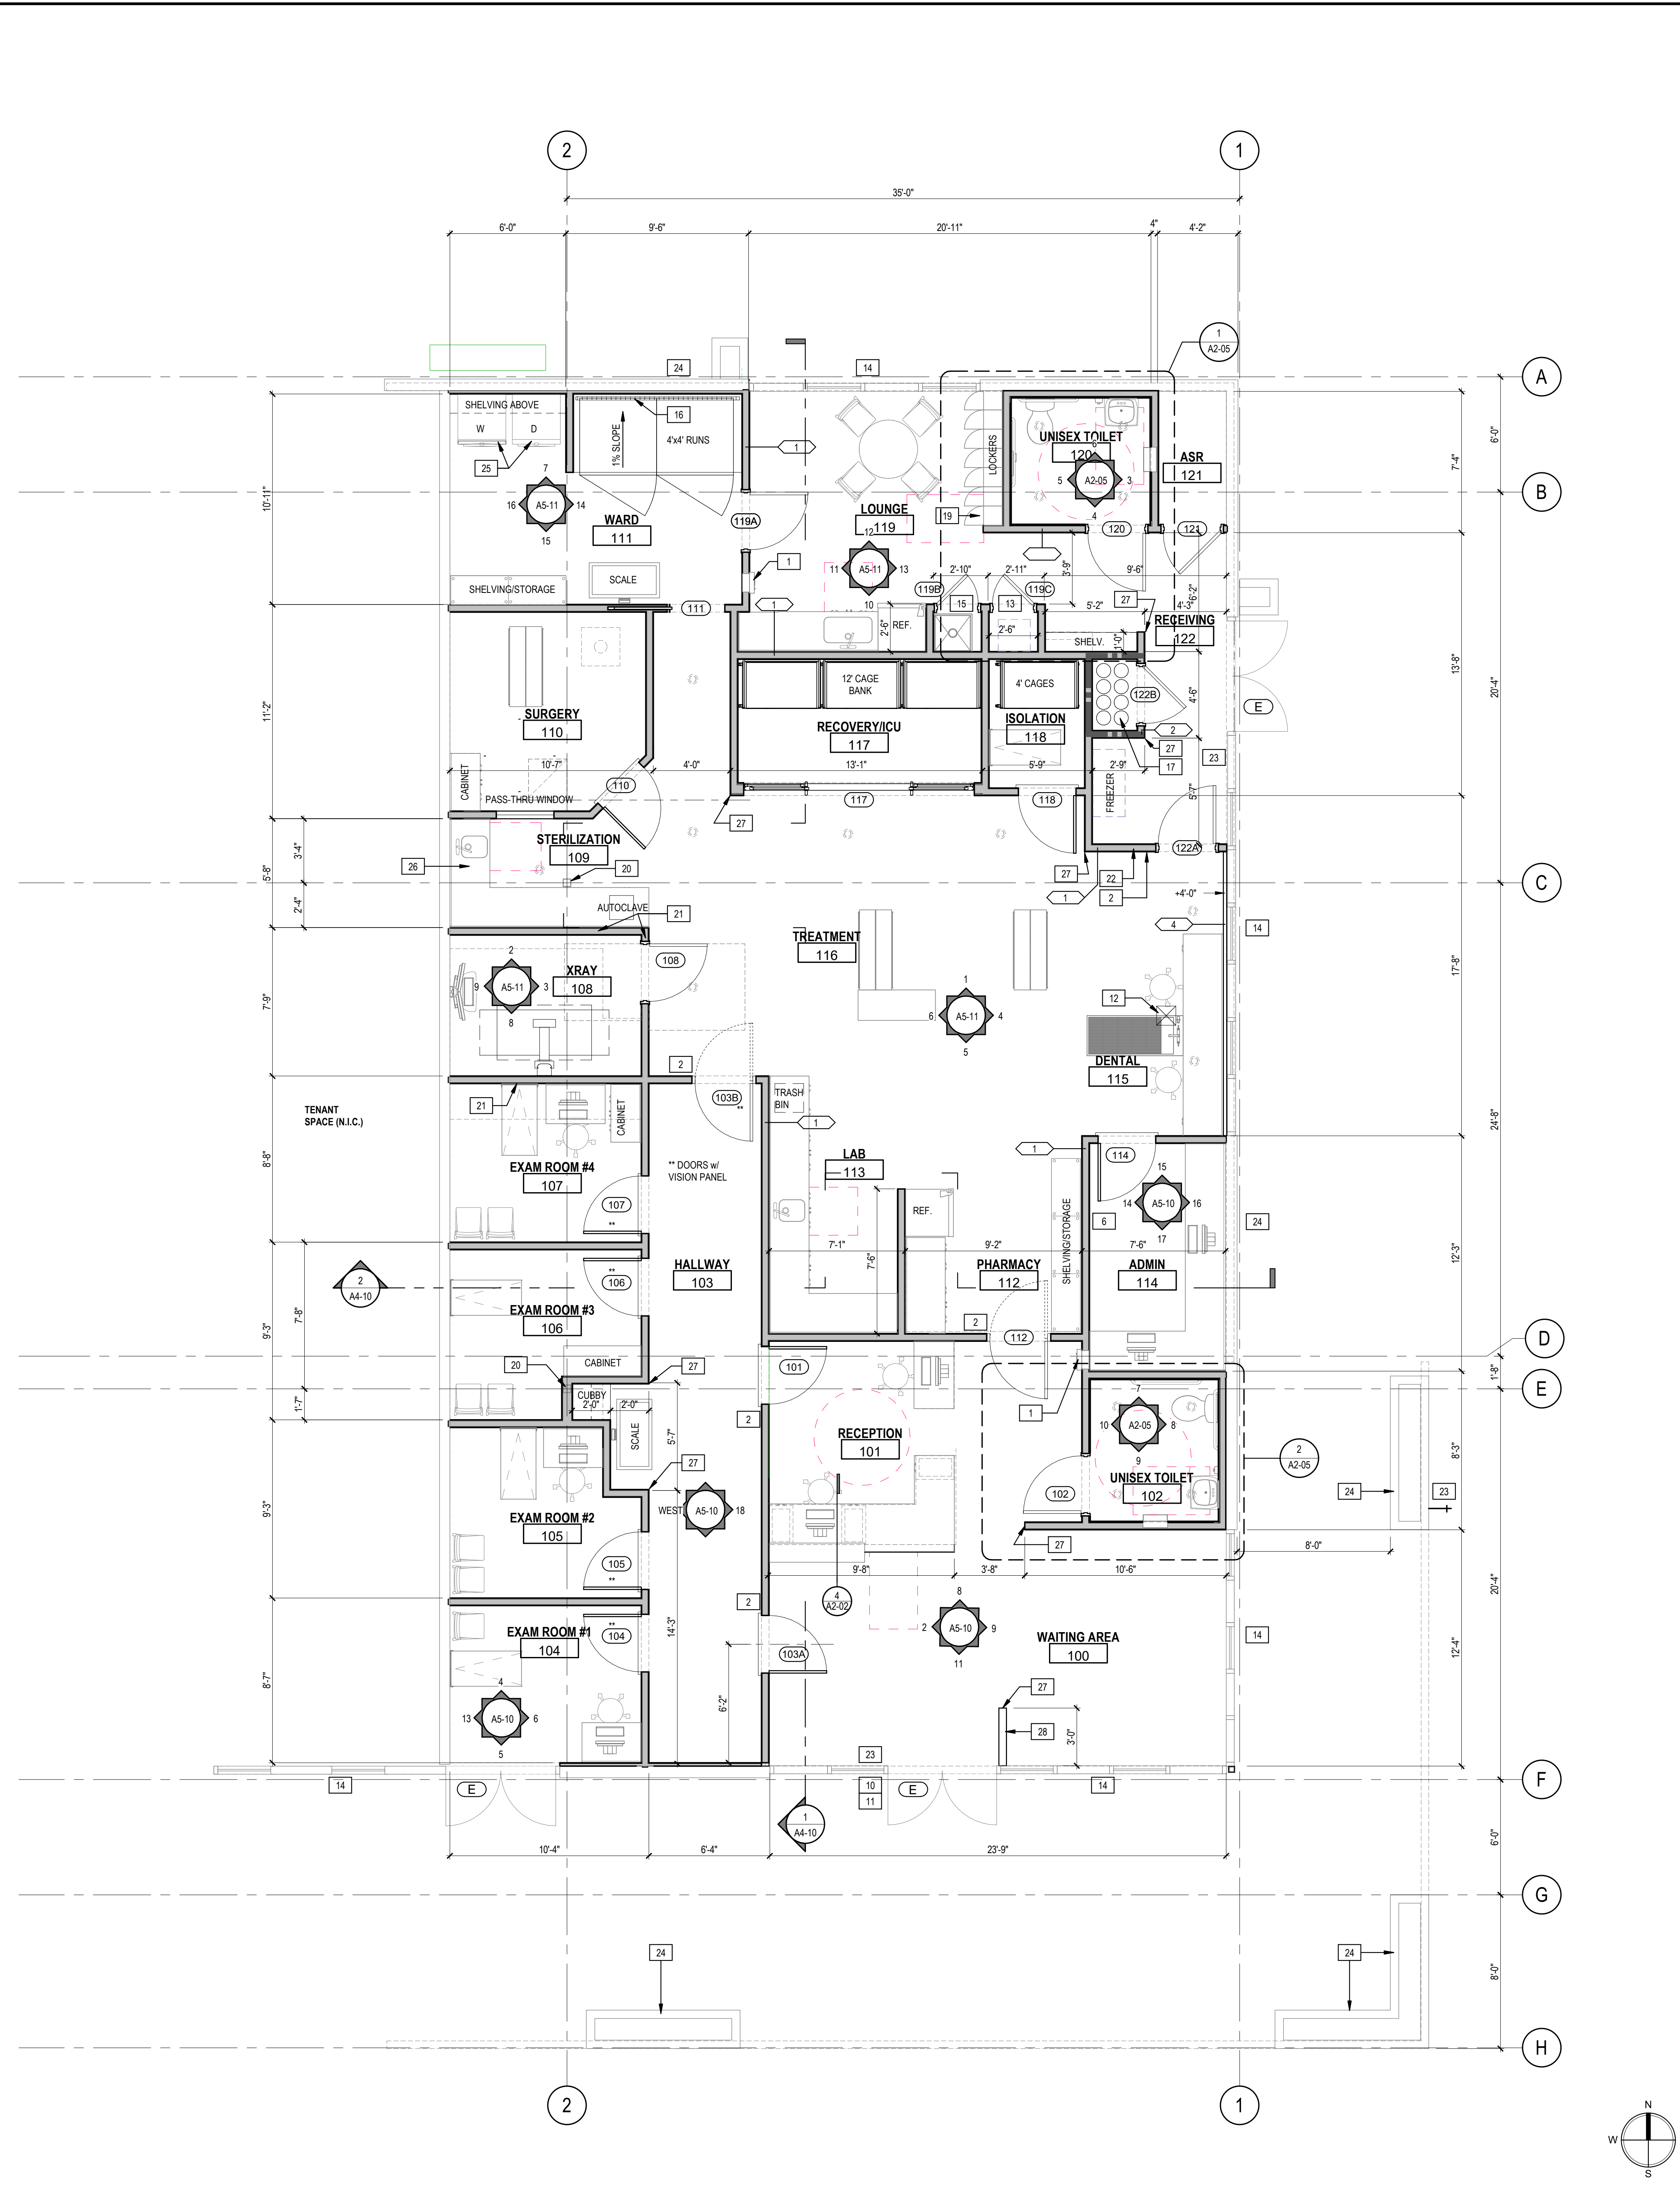 2
1
35'-0"
6'-0"
9'-6"
20'-11"
4"
4'-2"
1
A2-05
24
14
A
SHELVING ABOVE
W
D
25
16
1% SLOPE
4'x4' RUNS
1
LOCKERS
UNISEX TOILET
120
6
5
A2-05
3
4
ASR
121
7'-4"
6'-0"
B
7
16
A5-11
14
15
10'-11"
WARD
111
119A
LOUNGE
119
12
19
120
121
11
A5-11
13
10
1
2'-10"
2'-11"
3'-9"
9'-6"
6'-2"
SHELVING/STORAGE
SCALE
119B
119C
111
1
15
13
5'-2"
27
4'-3"
RECEIVING
122
2'-6"
REF.
2'-6"
SHELV.
1'-0"
13'-8"
20'-4"
12' CAGE
BANK
4' CAGES
122B
4'-6"
E
SURGERY
110
11'-2"
RECOVERY/ICU
117
ISOLATION
118
2
27
23
17
10'-7"
4'-0"
13'-1"
5'-9"
2'-9"
CABINET
110
FREEZER
5'-7"
PASS-THRU WINDOW
117
118
27
STERILIZATION
109
3'-4"
5'-8"
26
20
122A
27
22
C
2'-4"
1
2
+4'-0"
AUTOCLAVE
21
4
14
TREATMENT
116
2
XRAY
108
108
9
A5-11
3
8
7'-9"
1
6
A5-11
4
5
12
17'-8"
DENTAL
115
2
TENANT
SPACE (N.I.C.)
21
CABINET
103B
**
TRASH
BIN
1
24'-8"
8'-8"
EXAM ROOM #4
107
** DOORS w/
VISION PANEL
LAB
113
1
114
15
14
A5-10
16
17
107
**
REF.
SHELVING/STORAGE
6
24
7'-1"
7'-6"
9'-2"
7'-6"
12'-3"
2
A4-10
**
106
HALLWAY
103
PHARMACY
112
ADMIN
114
EXAM ROOM #3
106
7'-8"
9'-3"
2
112
D
CABINET
101
20
27
1'-8"
E
CUBBY
2'-0"
2'-0"
1'-7"
2
1
7
10
A2-05
8
9
SCALE
5'-7"
RECEPTION
101
2
A2-05
8'-3"
27
UNISEX TOILET
102
102
24
23
WEST
A5-10
18
9'-3"
EXAM ROOM #2
105
27
8'-0"
105
**
9'-8"
3'-8"
10'-6"
20'-4"
4
A2-02
2
8
2
A5-10
9
11
**
104
EXAM ROOM #1
104
14'-3"
103A
WAITING AREA
100
14
12'-4"
8'-7"
4
13
A5-10
6
5
6'-2"
27
28
3'-0"
23
14
E
10
11
E
14
F
1
A4-10
10'-4"
6'-4"
23'-9"
6'-0"
G
24
24
8'-0"
H
2
1
N
W
S